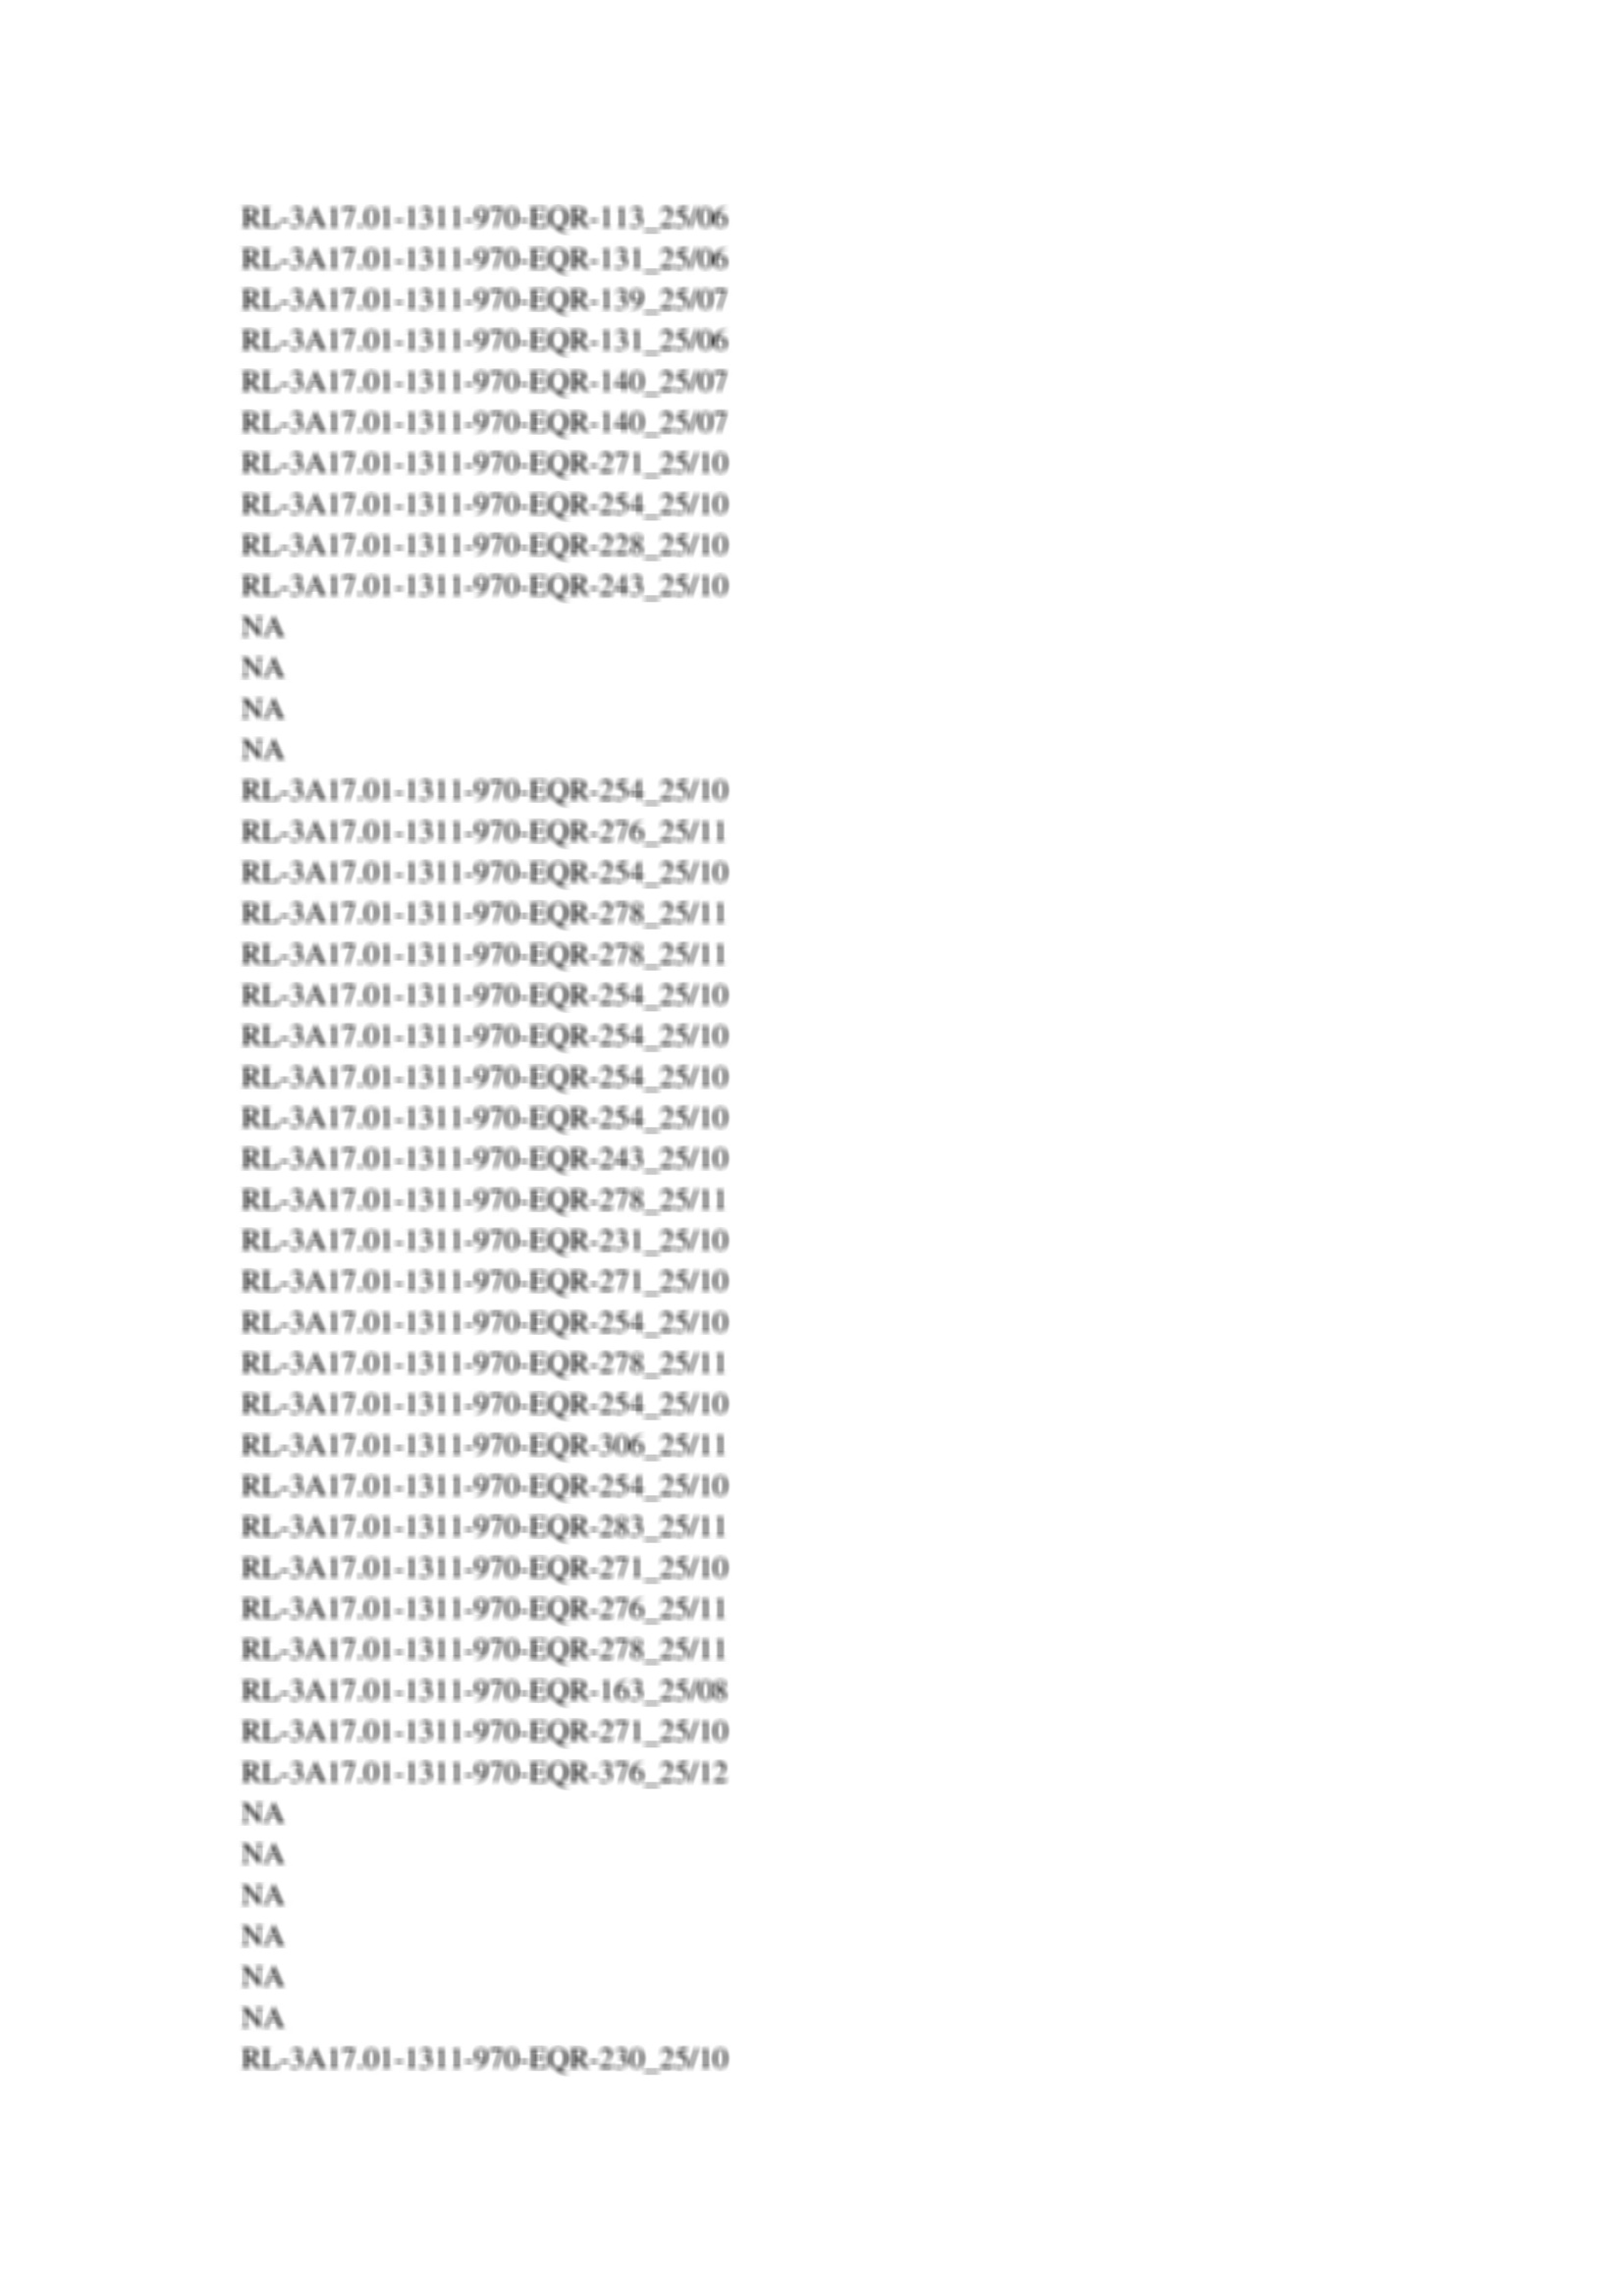 RL-3A17.01-1311-970-EQR-113_25/06
RL-3A17.01-1311-970-EQR-131_25/06
RL-3A17.01-1311-970-EQR-139_25/07
RL-3A17.01-1311-970-EQR-131_25/06
RL-3A17.01-1311-970-EQR-140_25/07
RL-3A17.01-1311-970-EQR-140_25/07
RL-3A17.01-1311-970-EQR-271_25/10
RL-3A17.01-1311-970-EQR-254_25/10
RL-3A17.01-1311-970-EQR-228_25/10
RL-3A17.01-1311-970-EQR-243_25/10
NA
NA
NA
NA
RL-3A17.01-1311-970-EQR-254_25/10
RL-3A17.01-1311-970-EQR-276_25/11
RL-3A17.01-1311-970-EQR-254_25/10
RL-3A17.01-1311-970-EQR-278_25/11
RL-3A17.01-1311-970-EQR-278_25/11
RL-3A17.01-1311-970-EQR-254_25/10
RL-3A17.01-1311-970-EQR-254_25/10
RL-3A17.01-1311-970-EQR-254_25/10
RL-3A17.01-1311-970-EQR-254_25/10
RL-3A17.01-1311-970-EQR-243_25/10
RL-3A17.01-1311-970-EQR-278_25/11
RL-3A17.01-1311-970-EQR-231_25/10
RL-3A17.01-1311-970-EQR-271_25/10
RL-3A17.01-1311-970-EQR-254_25/10
RL-3A17.01-1311-970-EQR-278_25/11
RL-3A17.01-1311-970-EQR-254_25/10
RL-3A17.01-1311-970-EQR-306_25/11
RL-3A17.01-1311-970-EQR-254_25/10
RL-3A17.01-1311-970-EQR-283_25/11
RL-3A17.01-1311-970-EQR-271_25/10
RL-3A17.01-1311-970-EQR-276_25/11
RL-3A17.01-1311-970-EQR-278_25/11
RL-3A17.01-1311-970-EQR-163_25/08
RL-3A17.01-1311-970-EQR-271_25/10
RL-3A17.01-1311-970-EQR-376_25/12
NA
NA
NA
NA
NA
NA
RL-3A17.01-1311-970-EQR-230_25/10